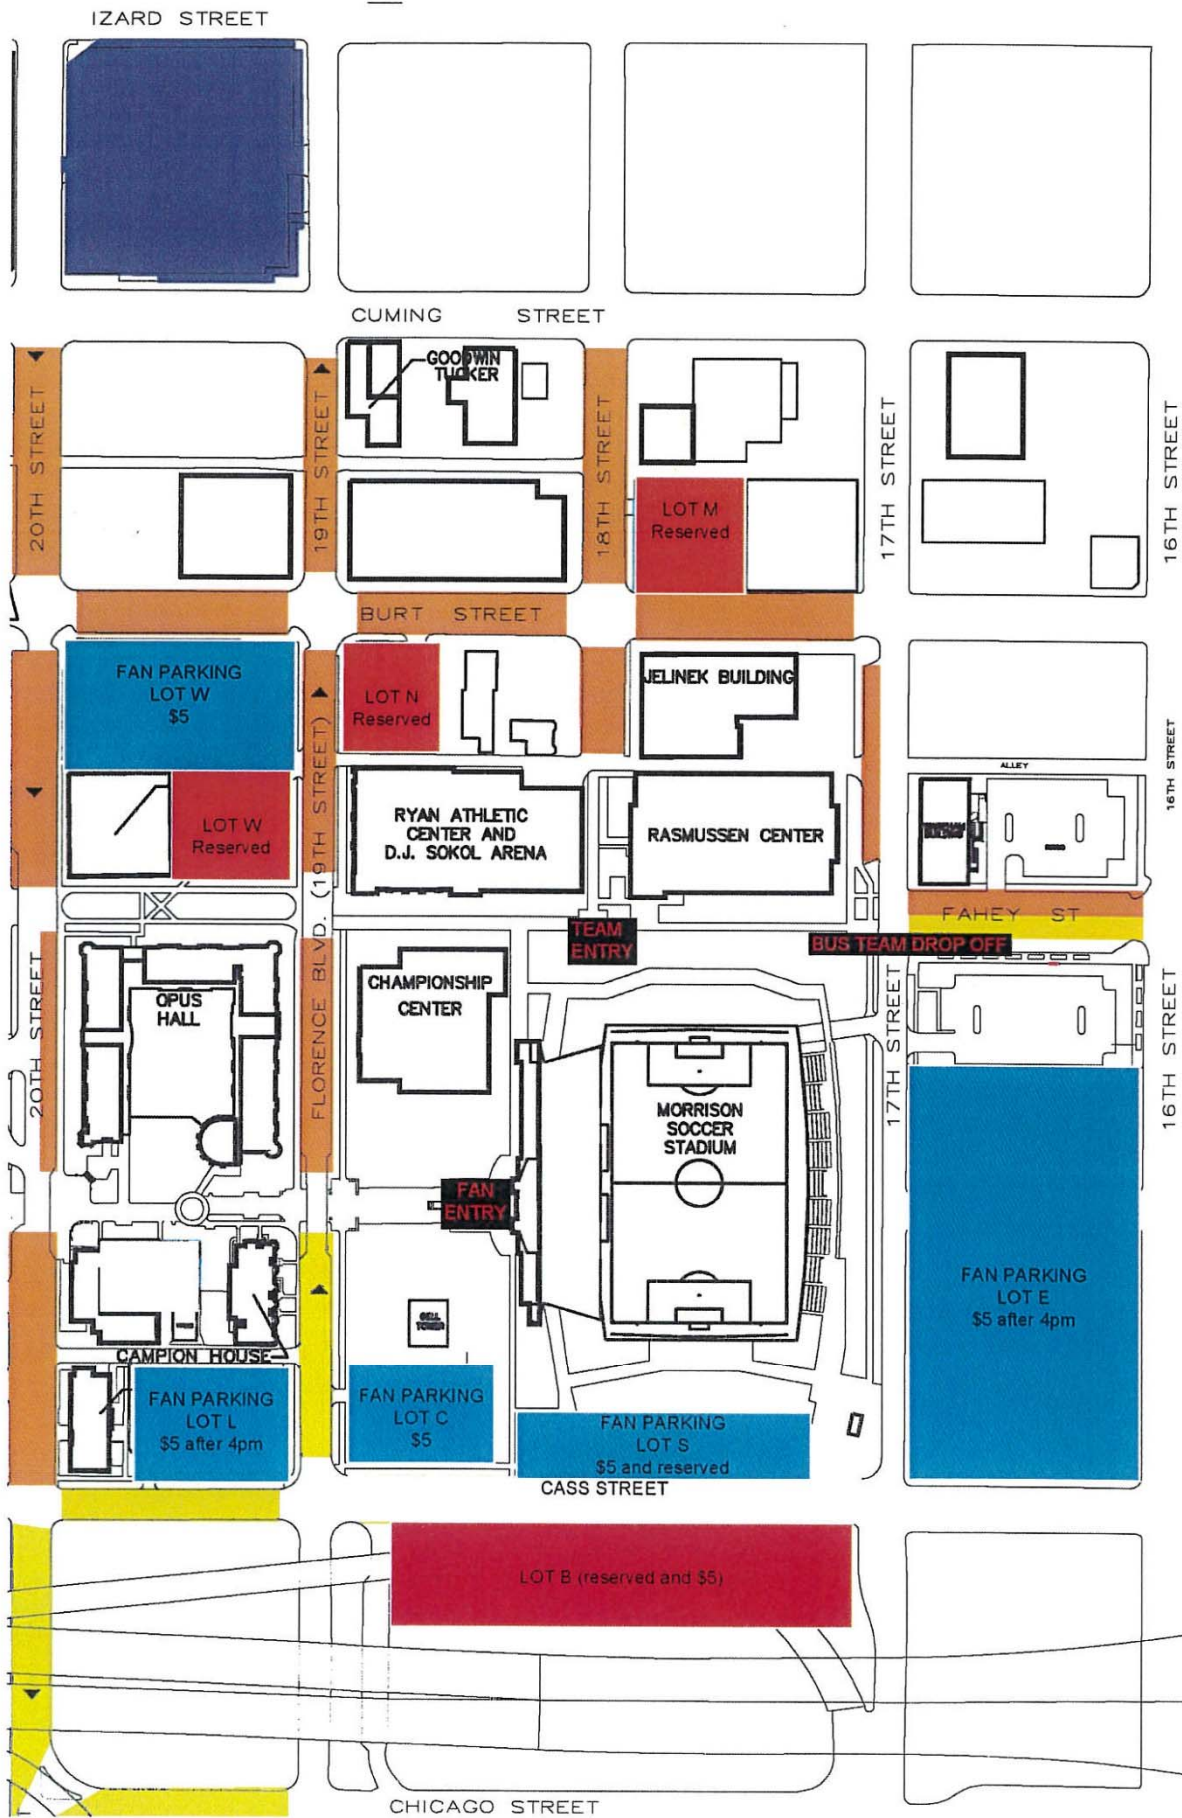 IZARD STREET
CUMING STREET
GOODWIN
TUCKER
20TH STREET
19TH STREET
18TH STREET
17TH STREET
16TH STREET
LOT M
Reserved
BURT STREET
FAN PARKING
LOT W
$5
LOT N
Reserved
JELINEK BUILDING
16TH STREET
ALLEY
LOT W
Reserved
RYAN ATHLETIC
CENTER AND
D.J. SOKOL ARENA
RASMUSSEN CENTER
FLORENCE BLVD. (19TH STREET)
FAHEY ST
TEAM
ENTRY
BUS TEAM DROP OFF
OPUS
HALL
CHAMPIONSHIP
CENTER
20TH STREET
17TH STREET
16TH STREET
MORRISON
SOCCER
STADIUM
FAN
ENTRY
FAN PARKING
LOT E
$5 after 4pm
BELL
TOWER
CAMPION HOUSE
FAN PARKING
LOT L
$5 after 4pm
FAN PARKING
LOT C
$5
FAN PARKING
LOT S
$5 and reserved
CASS STREET
LOT B (reserved and $5)
CHICAGO STREET